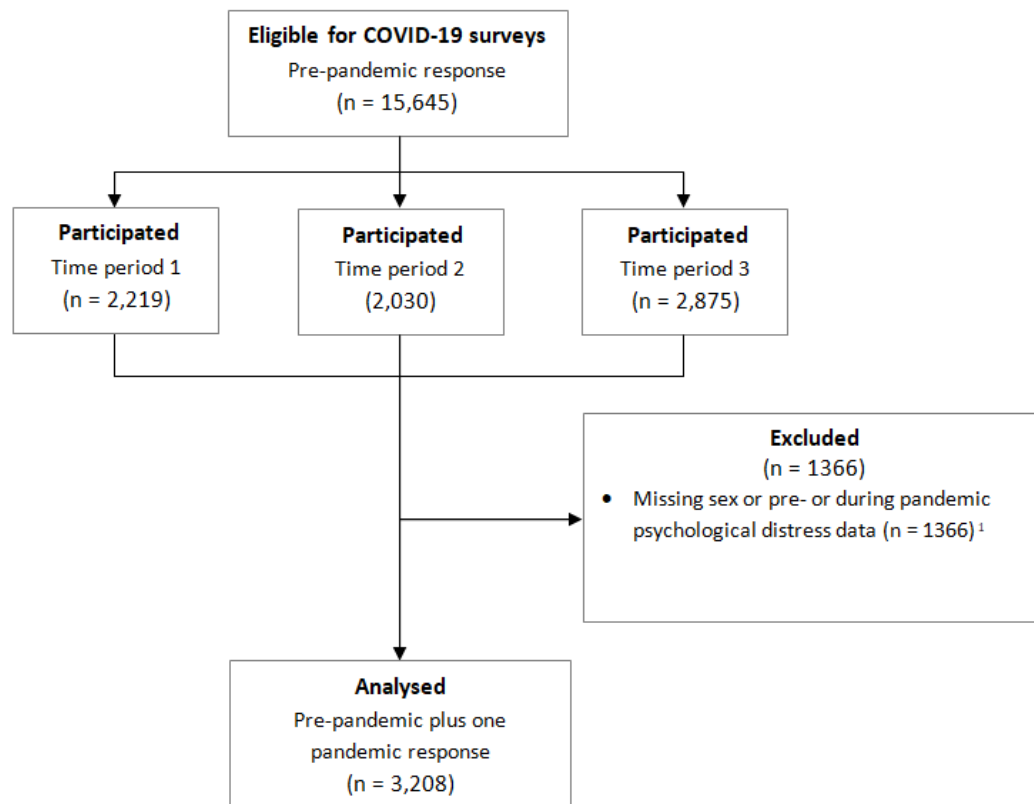 Eligible for COVID-19 surveys
Pre-pandemic response
(n = 15,645)
Participated
Time period 1
(n = 2,219)
Participated
Time period 2
(2,030)
Participated
Time period 3
(n = 2,875)
Excluded
(n = 1366)
• Missing sex or pre- or during pandemic
psychological distress data (n = 1366) ¹
Analysed
Pre-pandemic plus one
pandemic response
(n = 3,208)